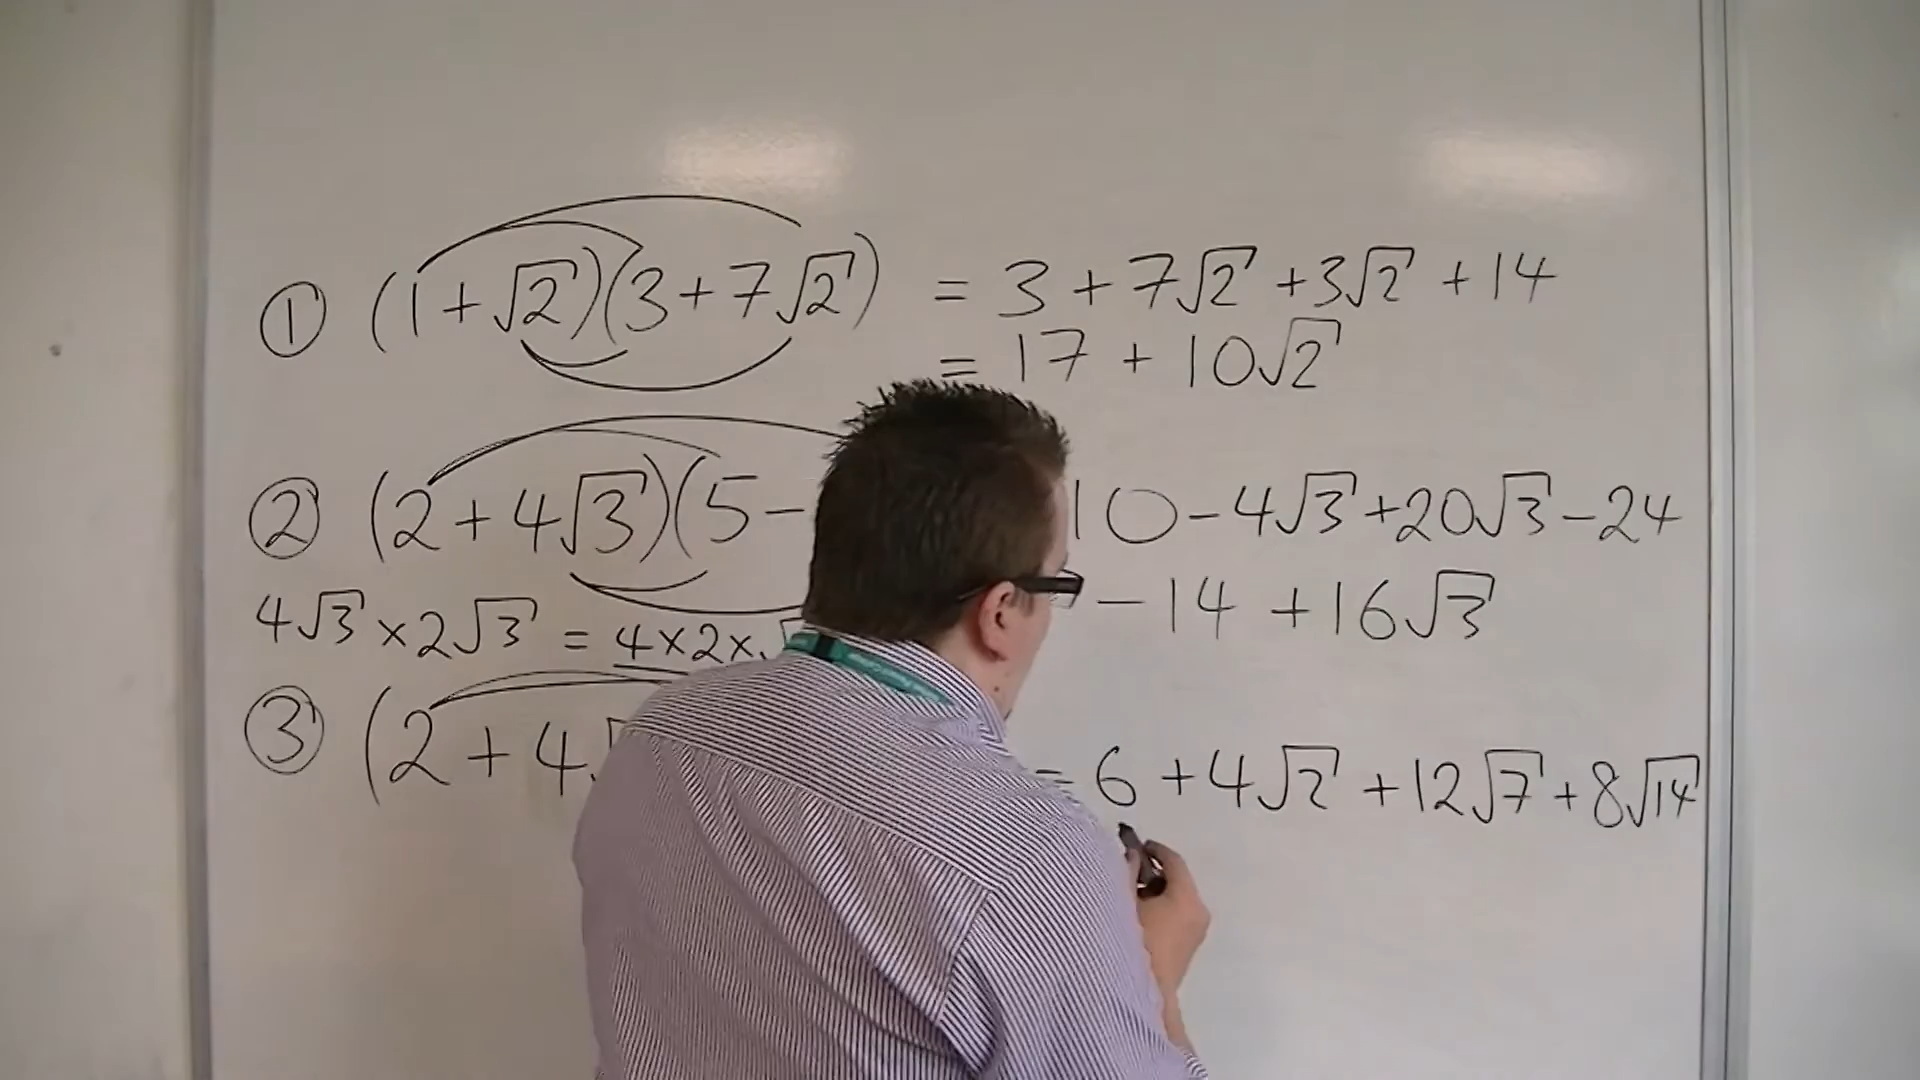 ① (1+√2)(3+7√2) = 3 + 7√2 + 3√2 + 14
= 17 + 10√2
② (2+4√3)(5- 10 - 4√3 + 20√3 - 24
- 14 + 16√3
4√3 × 2√3 = 4×2×√
③ (2 + 4√ = 6 + 4√2 + 12√7 + 8√14